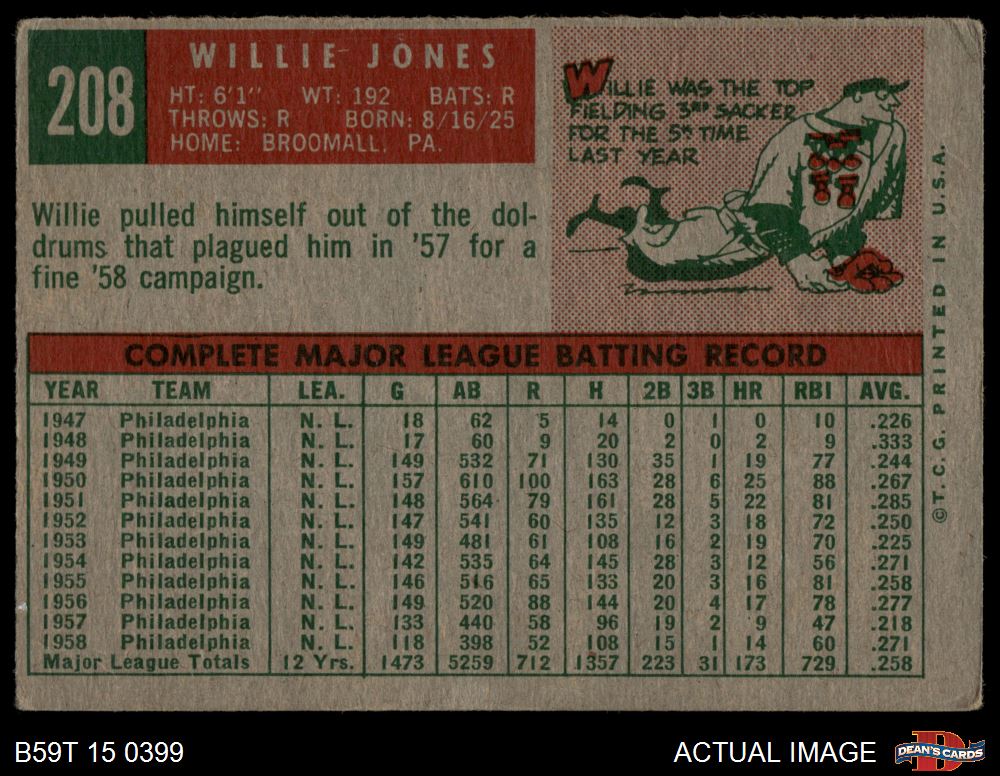 208
WILLIE JONES
HT: 6'1" WT: 192 BATS: R
THROWS: R BORN: 8/16/25
HOME: BROOMALL, PA.
WILLIE WAS THE TOP
FIELDING 3RD SACKER
FOR THE 5TH TIME
LAST YEAR
Willie pulled himself out of the dol-
drums that plagued him in '57 for a
fine '58 campaign.
COMPLETE MAJOR LEAGUE BATTING RECORD
YEAR TEAM LEA. G AB R H 2B 3B HR RBI AVG.
1947 Philadelphia N. L. 18 62 5 14 0 1 0 10 .226
1948 Philadelphia N. L. 17 60 9 20 2 0 2 9 .333
1949 Philadelphia N. L. 149 532 71 130 35 1 19 77 .244
1950 Philadelphia N. L. 157 610 100 163 28 6 25 88 .267
1951 Philadelphia N. L. 148 564 79 161 28 5 22 81 .285
1952 Philadelphia N. L. 147 541 60 135 12 3 18 72 .250
1953 Philadelphia N. L. 149 481 61 108 16 2 19 70 .225
1954 Philadelphia N. L. 142 535 64 145 28 3 12 56 .271
1955 Philadelphia N. L. 146 516 65 133 20 3 16 81 .258
1956 Philadelphia N. L. 149 520 88 144 20 4 17 78 .277
1957 Philadelphia N. L. 133 440 58 96 19 2 9 47 .218
1958 Philadelphia N. L. 118 398 52 108 15 1 14 60 .271
Major League Totals 12 Yrs. 1473 5259 712 1357 223 31 173 729 .258
©T. C. G. PRINTED IN U.S.A.
B59T 15 0399
ACTUAL IMAGE
D
DEAN'S CARDS